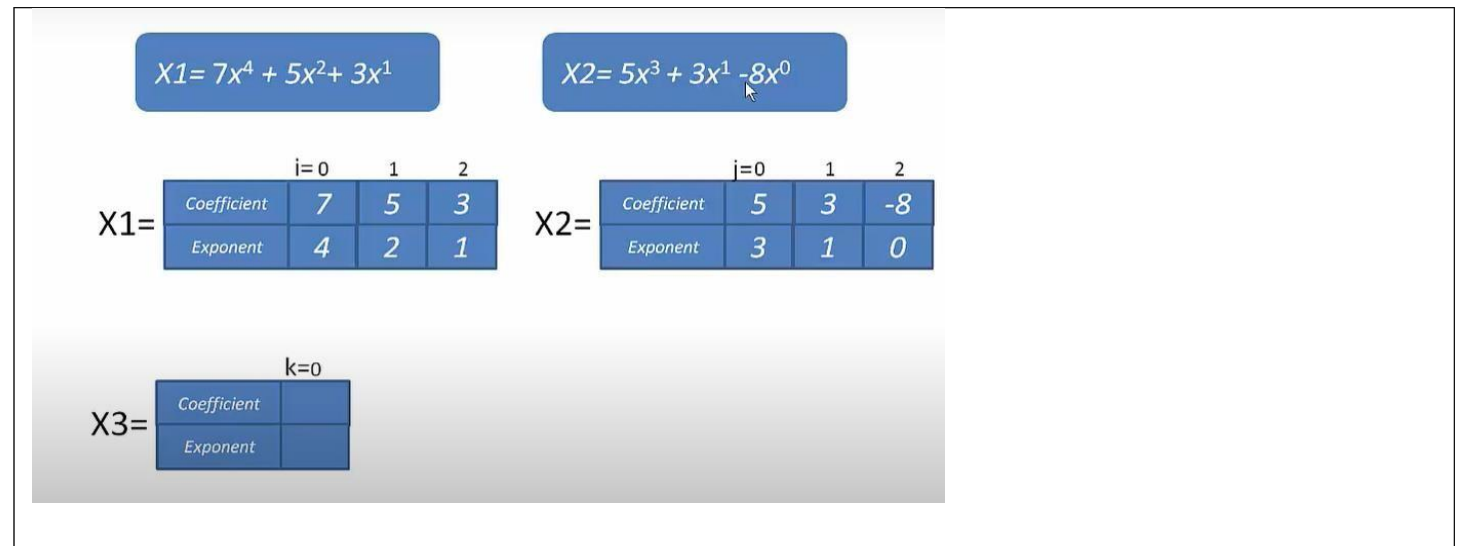 X1= 7x⁴ + 5x²+ 3x¹
X2= 5x³ + 3x¹ -8x⁰
i= 0 1 2
X1=
Coefficient 7 5 3
Exponent 4 2 1
j=0 1 2
X2=
Coefficient 5 3 -8
Exponent 3 1 0
k=0
X3=
Coefficient
Exponent